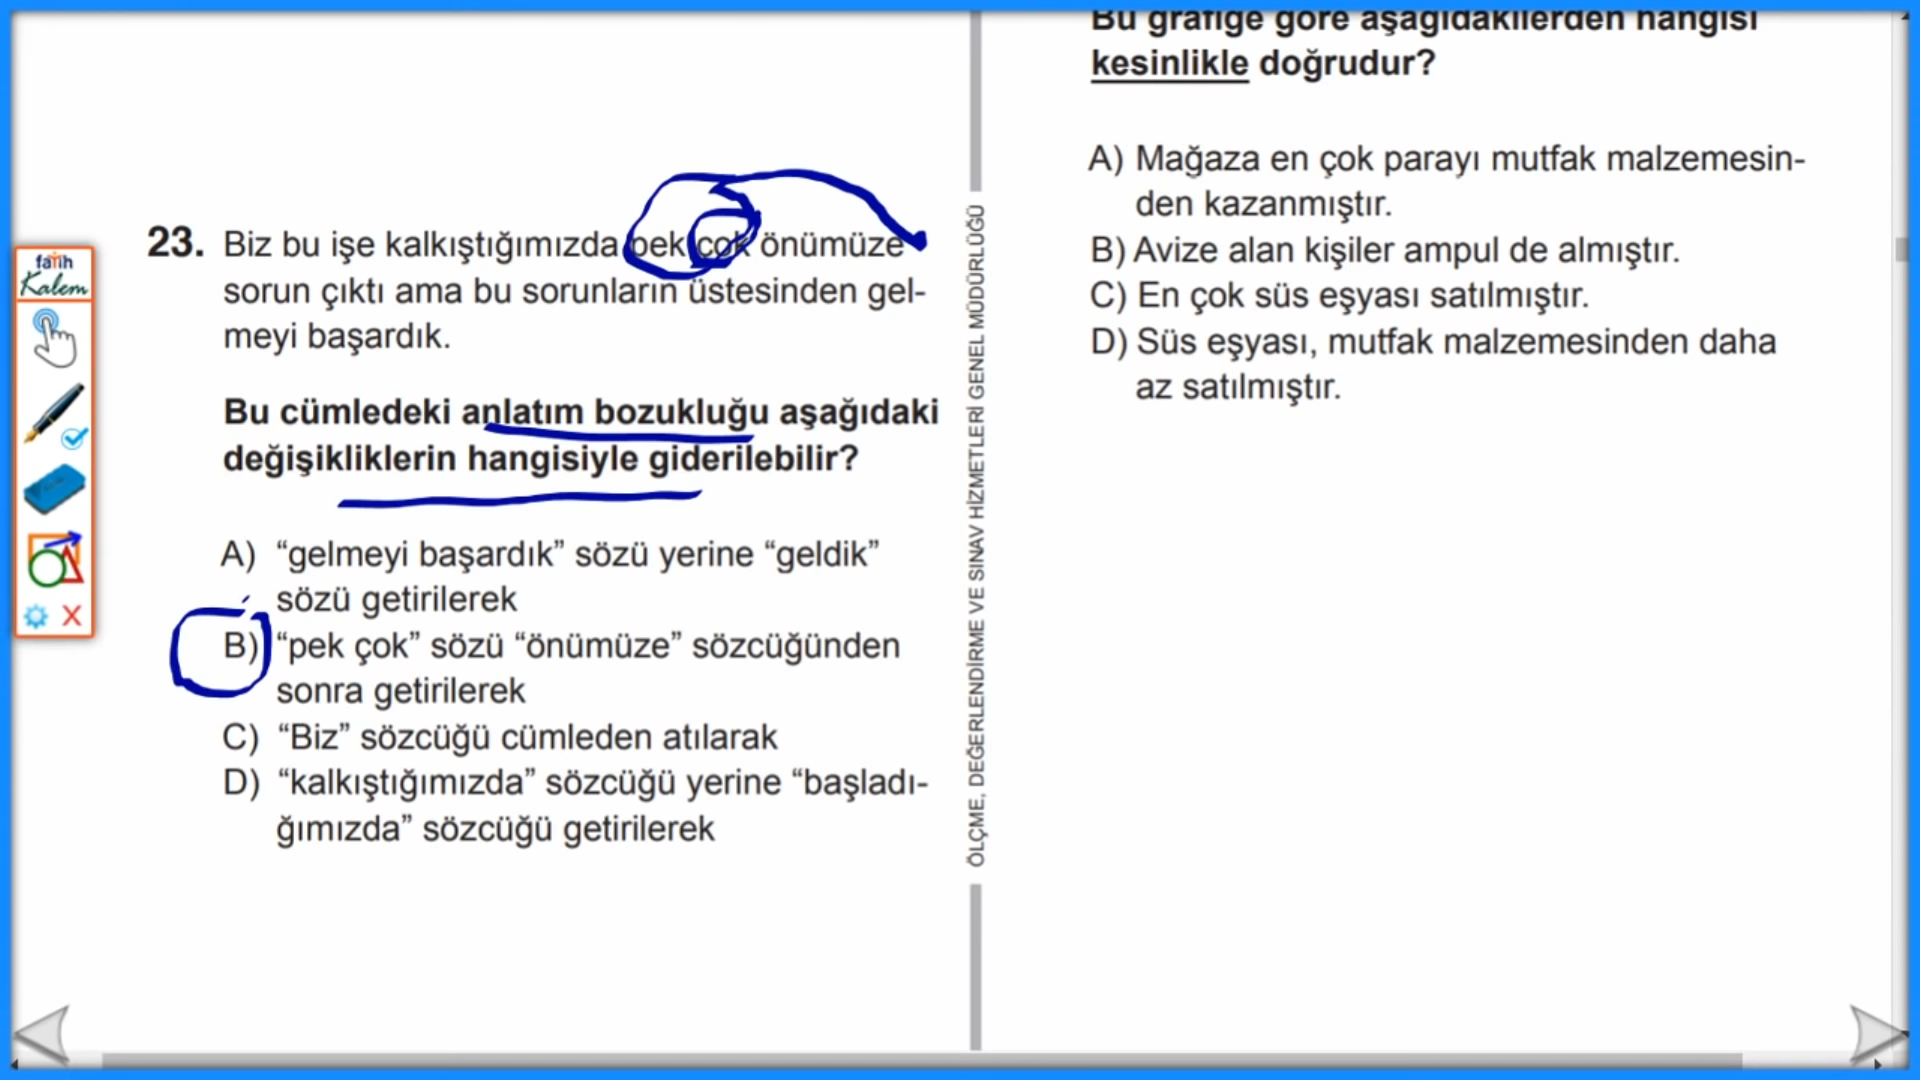 fatih
Kalem
23. Biz bu işe kalkıştığımızda pek çok önümüze
sorun çıktı ama bu sorunların üstesinden gel-
meyi başardık.
Bu cümledeki anlatım bozukluğu aşağıdaki
değişikliklerin hangisiyle giderilebilir?
A) “gelmeyi başardık” sözü yerine “geldik”
sözü getirilerek
B) “pek çok” sözü “önümüze” sözcüğünden
sonra getirilerek
C) “Biz” sözcüğü cümleden atılarak
D) “kalkıştığımızda” sözcüğü yerine “başladı-
ğımızda” sözcüğü getirilerek
ÖLÇME, DEĞERLENDİRME VE SINAV HİZMETLERİ GENEL MÜDÜRLÜĞÜ
Bu grafiğe göre aşağıdakilerden hangisi
kesinlikle doğrudur?
A) Mağaza en çok parayı mutfak malzemesin-
den kazanmıştır.
B) Avize alan kişiler ampul de almıştır.
C) En çok süs eşyası satılmıştır.
D) Süs eşyası, mutfak malzemesinden daha
az satılmıştır.